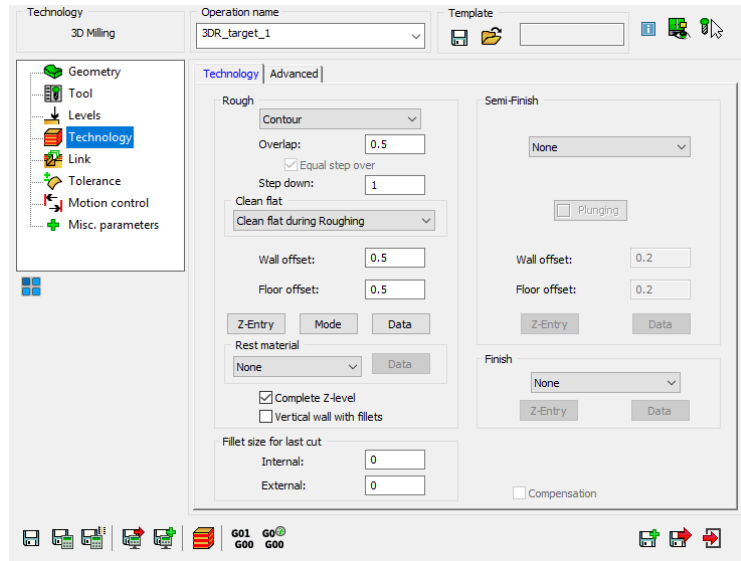 Technology
3D Milling
Operation name
3DR_target_1
Template
Geometry
Tool
Levels
Technology
Link
Tolerance
Motion control
Misc. parameters
Technology
Advanced
Rough
Contour
Overlap:
0.5
Equal step over
Step down:
1
Clean flat
Clean flat during Roughing
Wall offset:
0.5
Floor offset:
0.5
Z-Entry
Mode
Data
Rest material
None
Data
Complete Z-level
Vertical wall with fillets
Fillet size for last cut
Internal:
0
External:
0
Semi-Finish
None
Plunging
Wall offset:
0.2
Floor offset:
0.2
Z-Entry
Data
Finish
None
Z-Entry
Data
Compensation
G01 G0
G00 G00